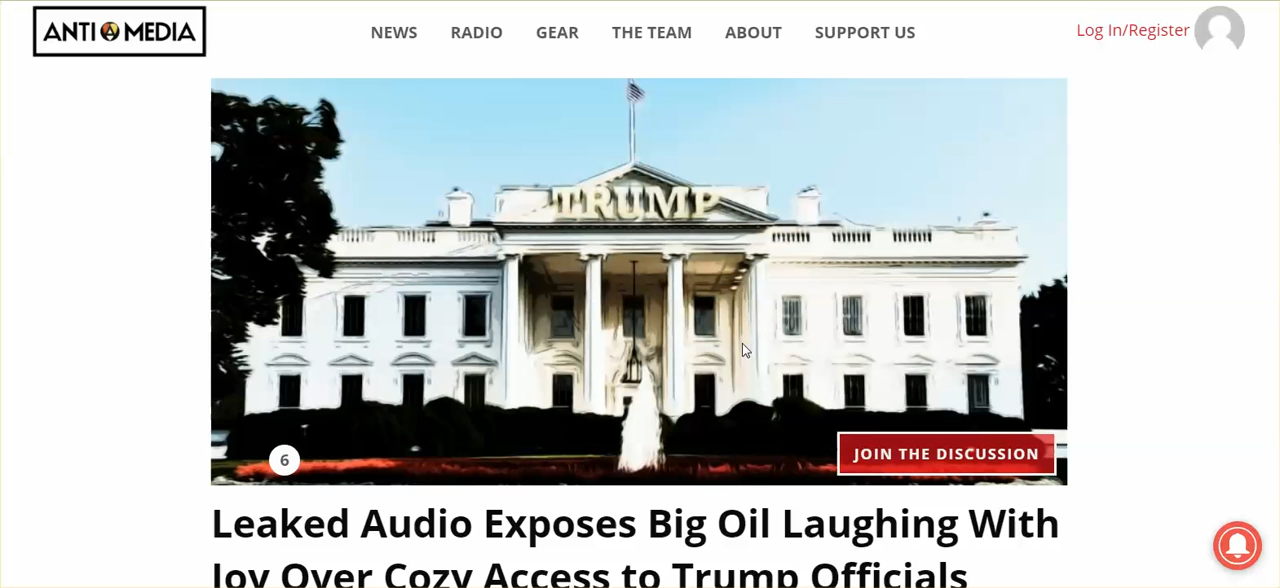 ANTI MEDIA
NEWS RADIO GEAR THE TEAM ABOUT SUPPORT US
Log In/Register
TRUMP
6
JOIN THE DISCUSSION
Leaked Audio Exposes Big Oil Laughing With
Joy Over Cozy Access to Trump Officials